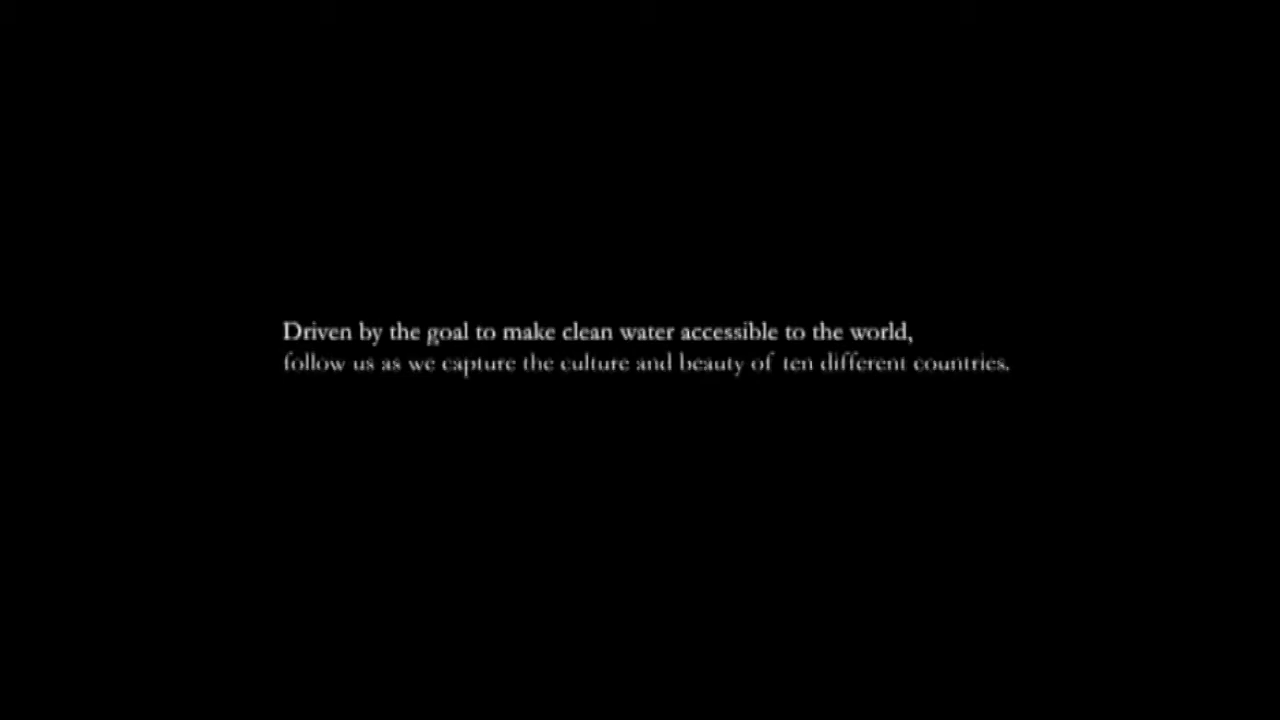 Driven by the goal to make clean water accessible to the world,
follow us as we capture the culture and beauty of ten different countries.